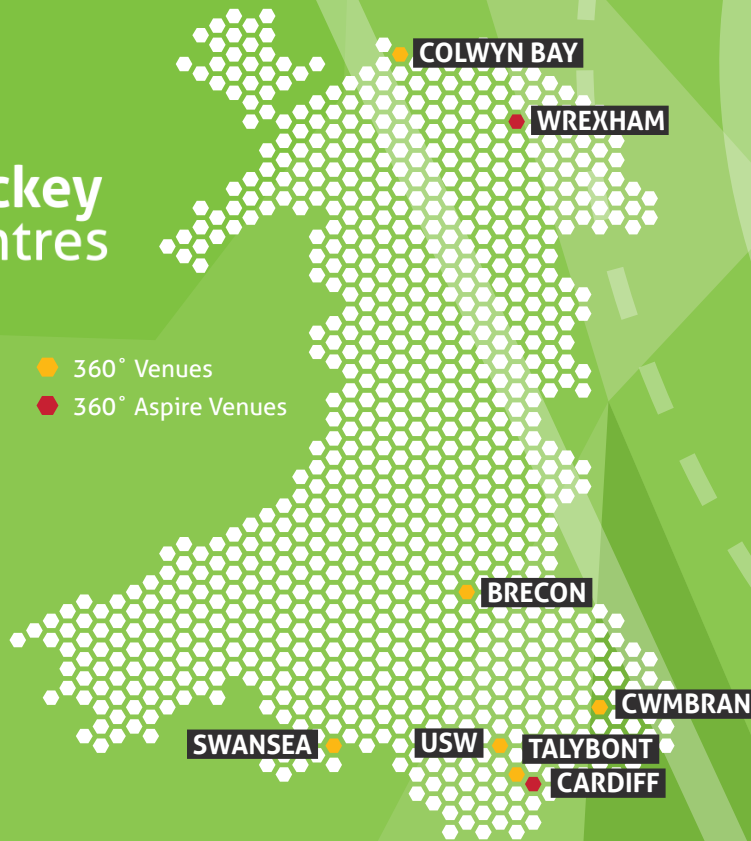 COLWYN BAY
WREXHAM
ckey
ntres
360° Venues
360° Aspire Venues
BRECON
CWMBRAN
SWANSEA
USW
TALYBONT
CARDIFF